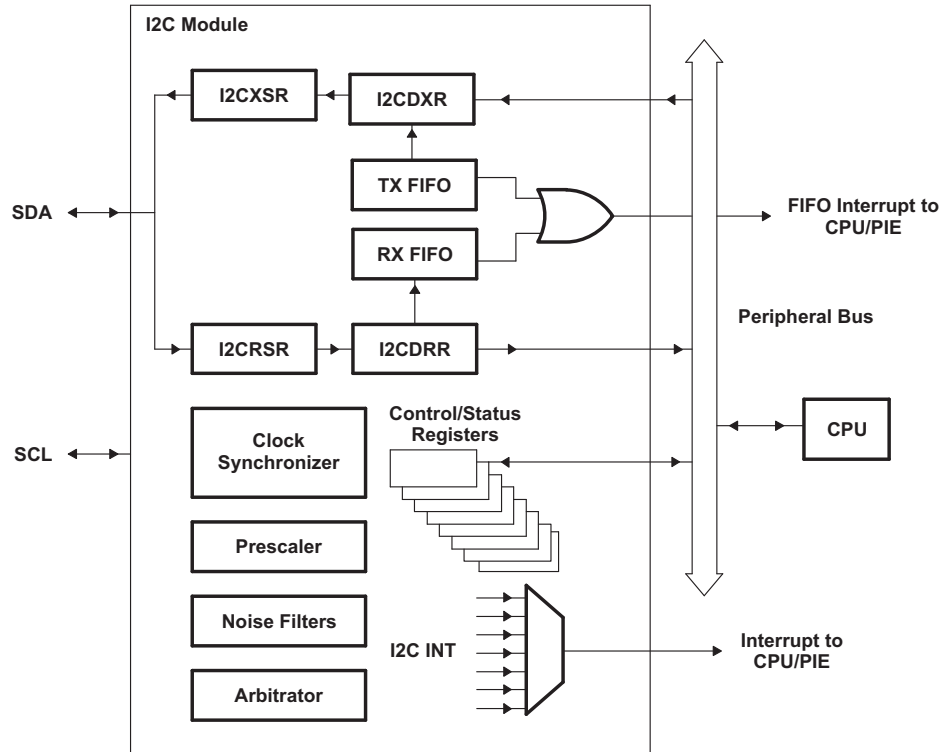 I2C Module
I2CXSR
I2CDXR
TX FIFO
SDA
FIFO Interrupt to
CPU/PIE
RX FIFO
Peripheral Bus
I2CRSR
I2CDRR
Control/Status
Registers
CPU
SCL
Clock
Synchronizer
Prescaler
Noise Filters
I2C INT
Interrupt to
CPU/PIE
Arbitrator